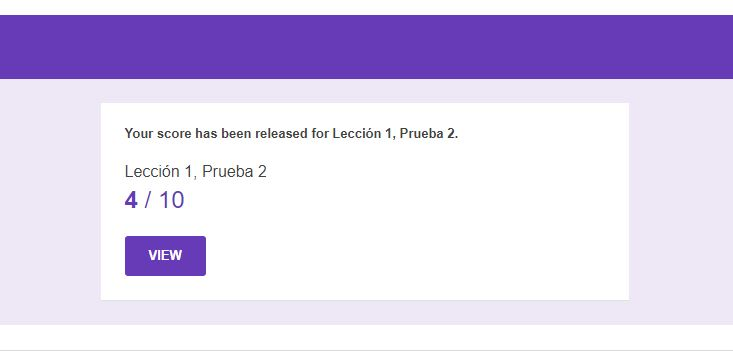 Your score has been released for Lección 1, Prueba 2.
Lección 1, Prueba 2
4 / 10
VIEW